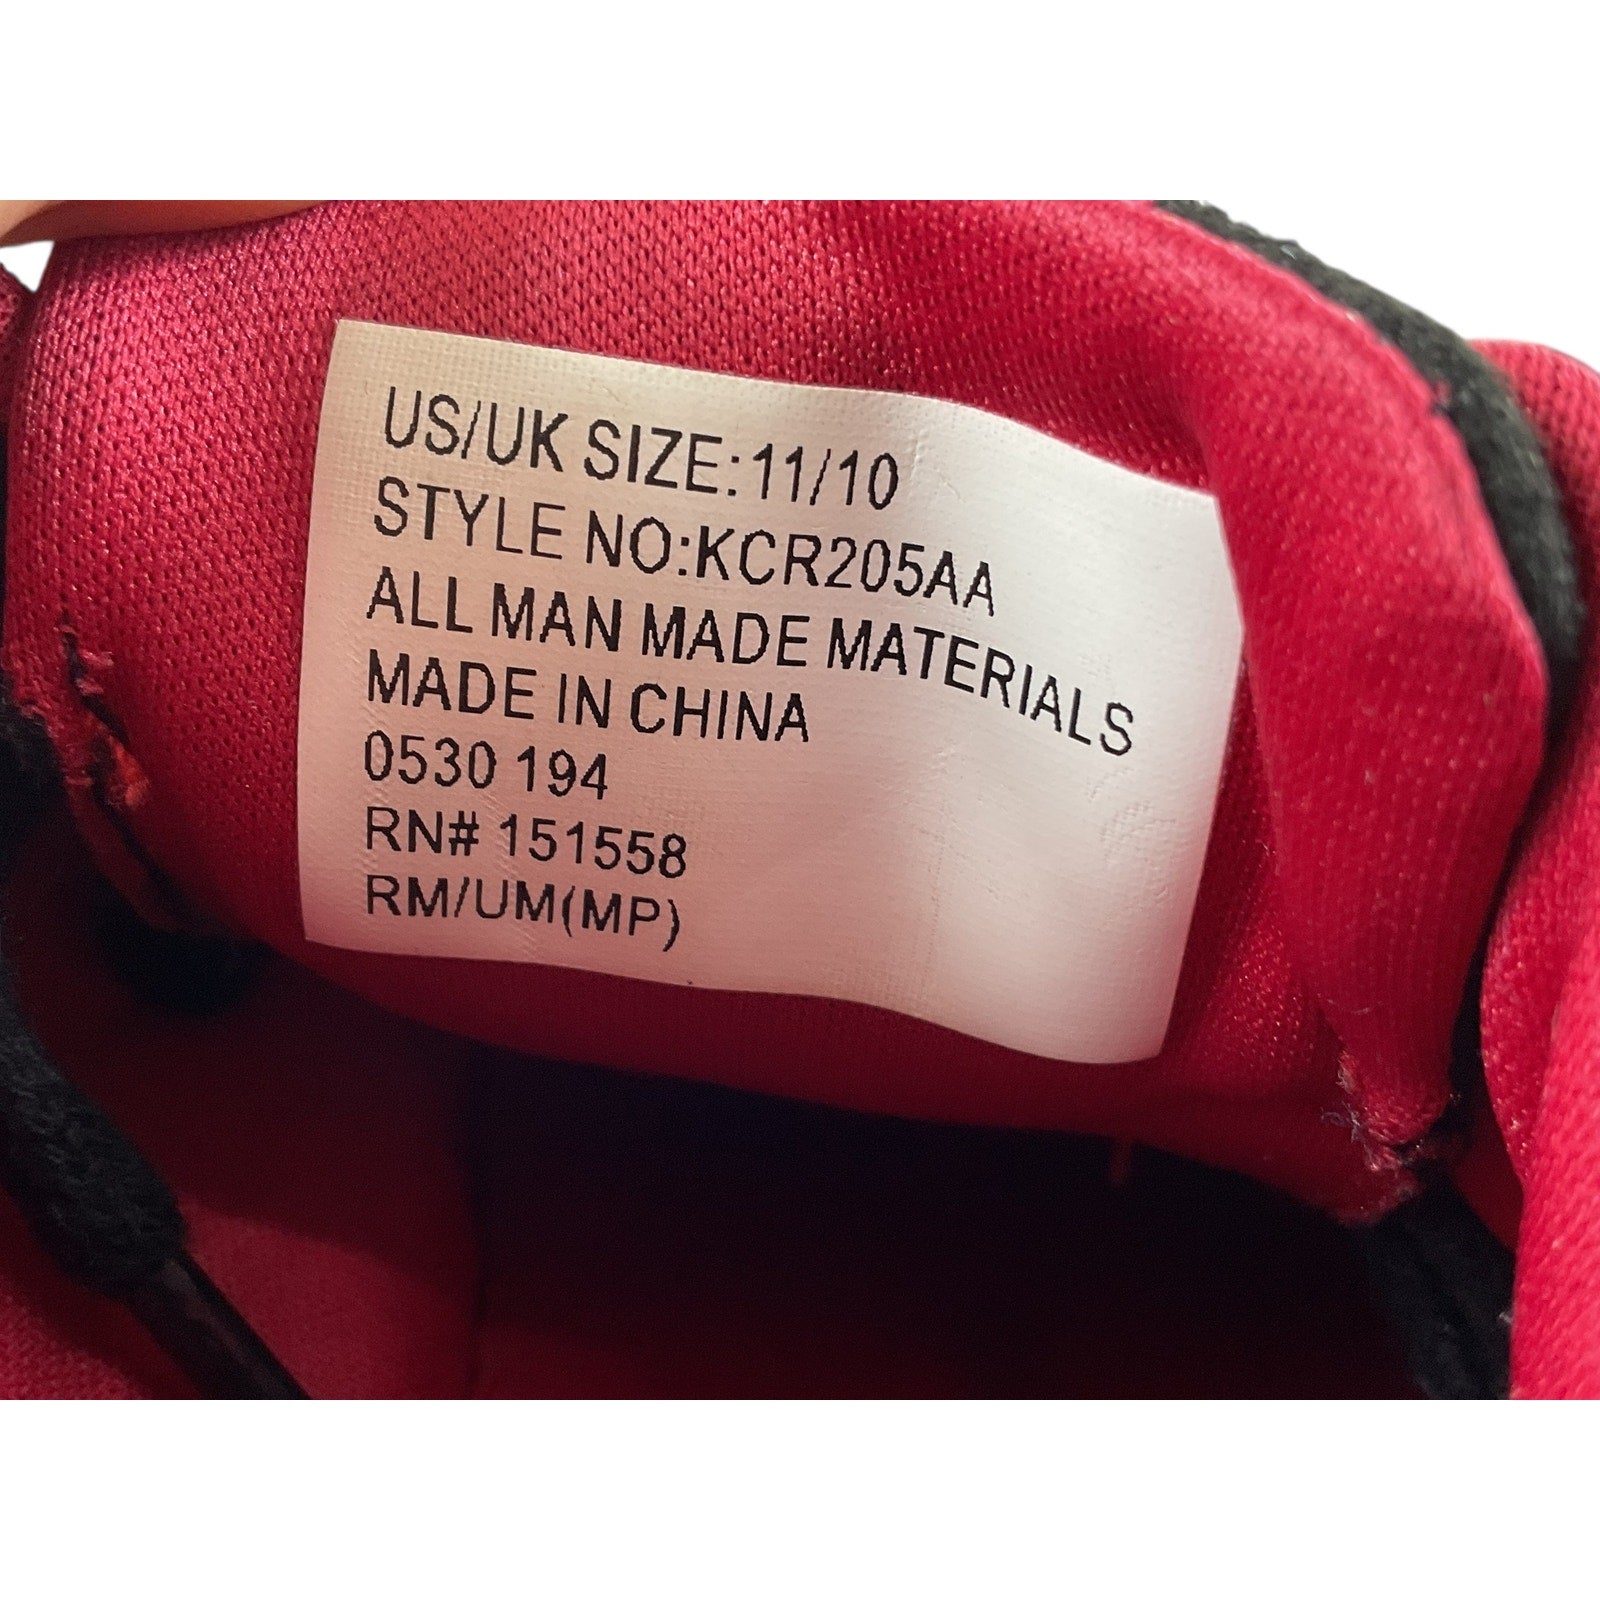 US/UK SIZE:11/10
STYLE NO:KCR205AA
ALL MAN MADE MATERIALS
MADE IN CHINA
0530 194
RN# 151558
RM/UM(MP)